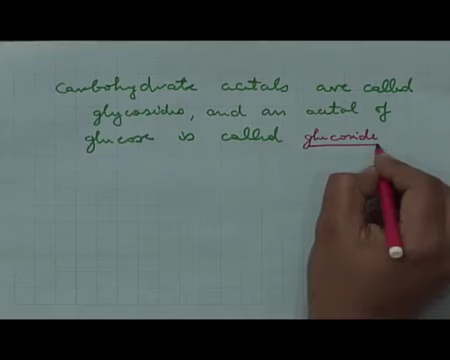 Carbohydrate acetals are called
glycosides, and an acetal of
glucose is called glucoside